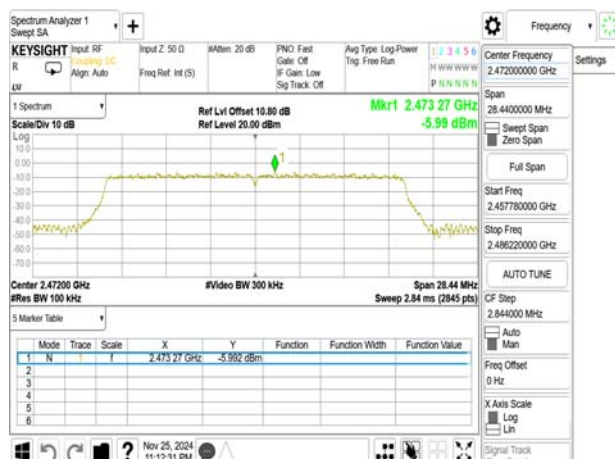 Spectrum Analyzer 1
Swept SA
Frequency
KEYSIGHT
Input: RF
Coupling: DC
Align: Auto
Input Z: 50 Ω
Freq Ref: Int (S)
#Atten: 20 dB
PNO: Fast
Gate: Off
IF Gain: Low
Sig Track: Off
Avg Type: Log-Power
Trig: Free Run
1 2 3 4 5 6
M W W W W W
P N N N N N
R
Center Frequency
2.472000000 GHz
Settings
Span
28.4400000 MHz
Swept Span
Zero Span
Full Span
Start Freq
2.457780000 GHz
Stop Freq
2.486220000 GHz
AUTO TUNE
CF Step
2.844000 MHz
Auto
Man
Freq Offset
0 Hz
X Axis Scale
Log
Lin
Signal Track
1 Spectrum
Scale/Div 10 dB
Ref Lvl Offset 10.80 dB
Ref Level 20.00 dBm
Mkr1 2.473 27 GHz
-5.99 dBm
Log
10.0
0.00
-10.0
-20.0
-30.0
-40.0
-50.0
-60.0
-70.0
1
Center 2.47200 GHz
#Res BW 100 kHz
#Video BW 300 kHz
Span 28.44 MHz
Sweep 2.84 ms (2845 pts)
5 Marker Table
Mode Trace Scale X Y Function Function Width Function Value
1 N 1 f 2.473 27 GHz -5.992 dBm
2
3
4
5
6
Nov 25, 2024
11:12:31 PM